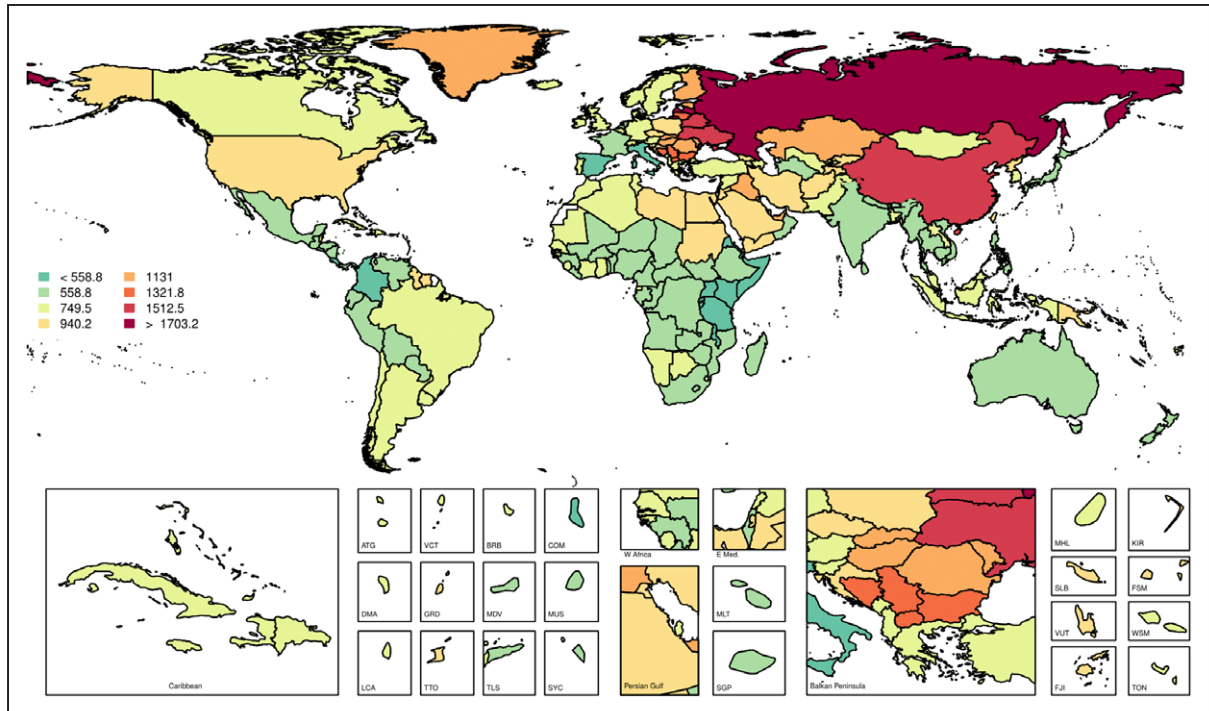 < 558.8
558.8
749.5
940.2
1131
1321.8
1512.5
> 1703.2
Caribbean
ATG
VCT
BRB
COM
DMA
GRD
MDV
MUS
LCA
TTO
TLS
SYC
W Africa
E Med.
Persian Gulf
MLT
SGP
Balkan Peninsula
MHL
KIR
SLB
FSM
VUT
WSM
FJI
TON